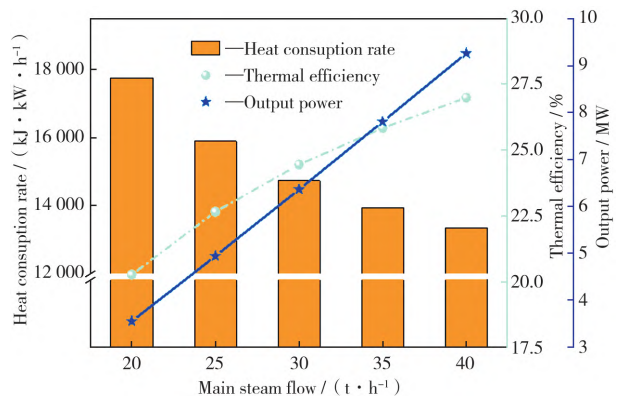 Heat consuption rate / (kJ·kW·h⁻¹)
18 000
16 000
14 000
12 000
—Heat consuption rate
—Thermal efficiency
—Output power
30.0
27.5
25.0
22.5
20.0
17.5
Thermal efficiency / %
10
9
8
7
6
5
4
3
Output power / MW
20 25 30 35 40
Main steam flow / (t·h⁻¹)